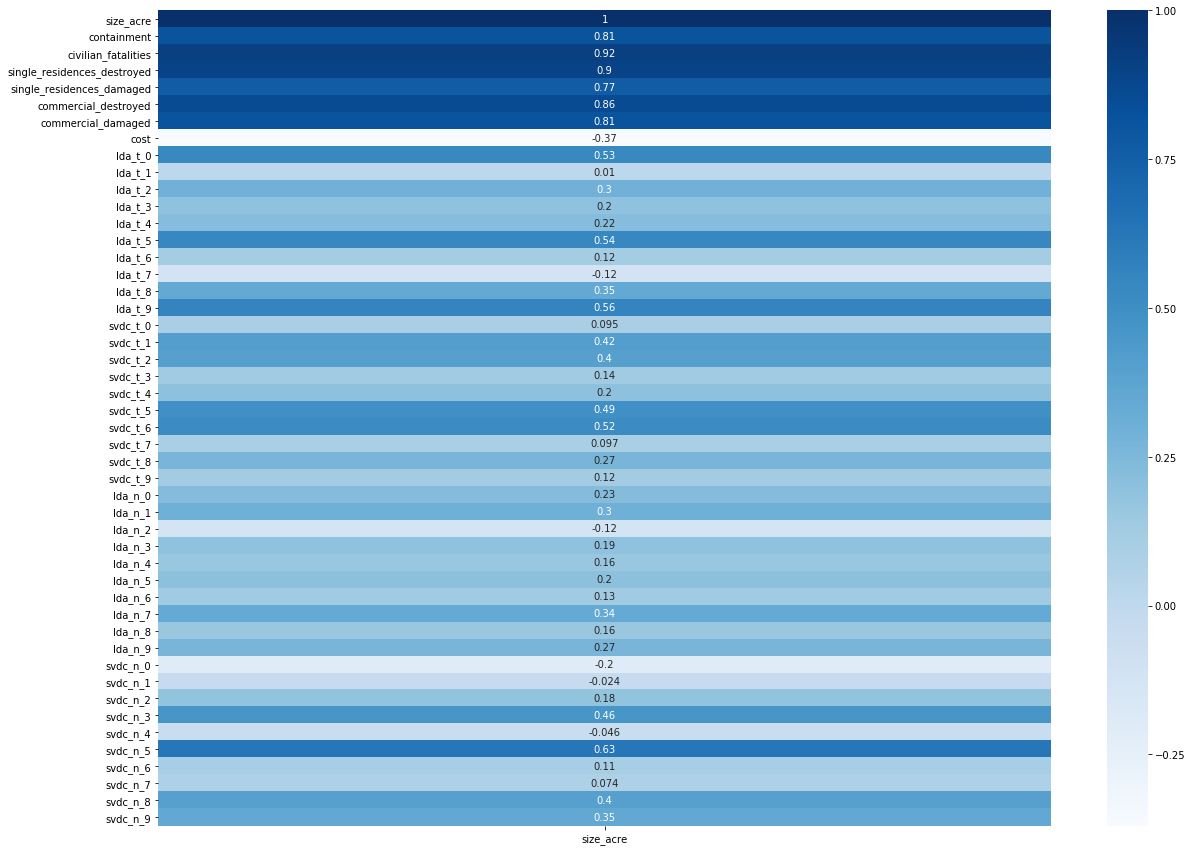 size_acre 1
containment 0.81
civilian_fatalities 0.92
single_residences_destroyed 0.9
single_residences_damaged 0.77
commercial_destroyed 0.86
commercial_damaged 0.81
cost -0.37
lda_t_0 0.53
lda_t_1 0.01
lda_t_2 0.3
lda_t_3 0.2
lda_t_4 0.22
lda_t_5 0.54
lda_t_6 0.12
lda_t_7 -0.12
lda_t_8 0.35
lda_t_9 0.56
svdc_t_0 0.095
svdc_t_1 0.42
svdc_t_2 0.4
svdc_t_3 0.14
svdc_t_4 0.2
svdc_t_5 0.49
svdc_t_6 0.52
svdc_t_7 0.097
svdc_t_8 0.27
svdc_t_9 0.12
lda_n_0 0.23
lda_n_1 0.3
lda_n_2 -0.12
lda_n_3 0.19
lda_n_4 0.16
lda_n_5 0.2
lda_n_6 0.13
lda_n_7 0.34
lda_n_8 0.16
lda_n_9 0.27
svdc_n_0 -0.2
svdc_n_1 -0.024
svdc_n_2 0.18
svdc_n_3 0.46
svdc_n_4 -0.046
svdc_n_5 0.63
svdc_n_6 0.11
svdc_n_7 0.074
svdc_n_8 0.4
svdc_n_9 0.35
size_acre
1.00
0.75
0.50
0.25
0.00
−0.25